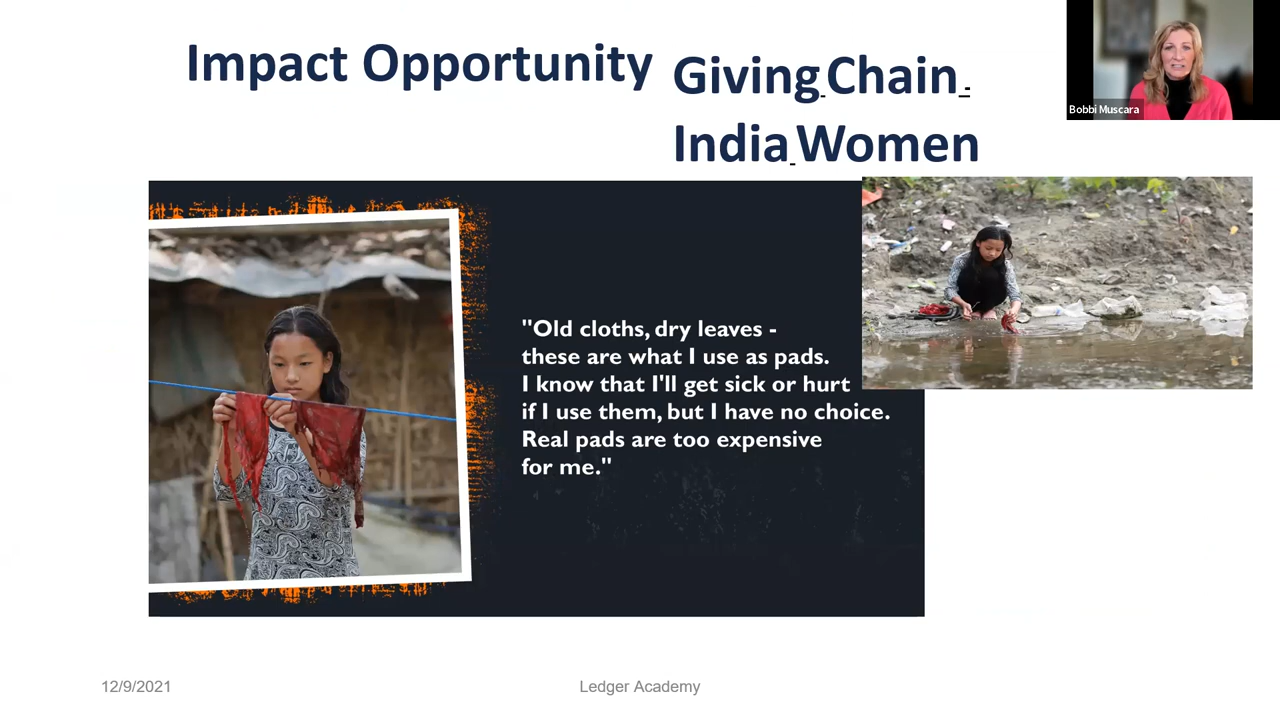 Impact Opportunity
Giving Chain -
India Women
Bobbi Muscara
"Old cloths, dry leaves -
these are what I use as pads.
I know that I'll get sick or hurt
if I use them, but I have no choice.
Real pads are too expensive
for me."
12/9/2021
Ledger Academy